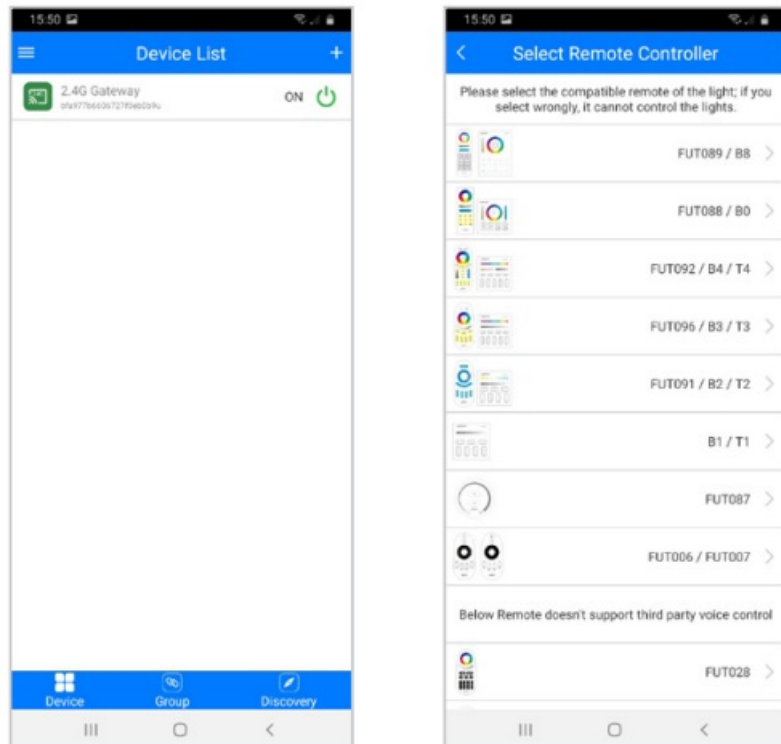 15:50
Device List
+
2.4G Gateway
ON
Device
Group
Discovery
15:50
Select Remote Controller
Please select the compatible remote of the light; if you
select wrongly, it cannot control the lights.
FUT089 / B8
FUT088 / B0
FUT092 / B4 / T4
FUT096 / B3 / T3
FUT091 / B2 / T2
B1 / T1
FUT087
FUT006 / FUT007
Below Remote doesn't support third party voice control
FUT028